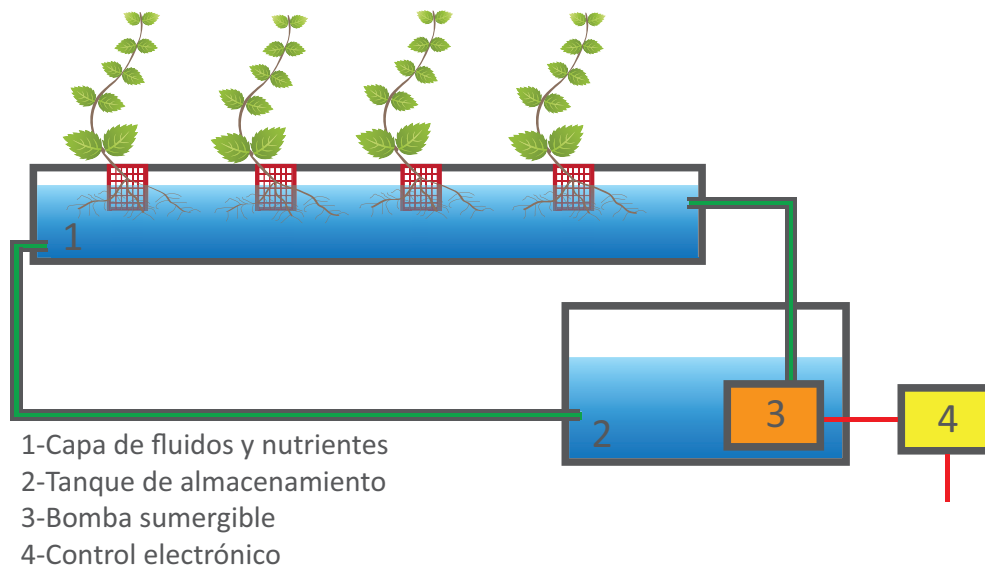 1
2
3
4
1-Capa de fluidos y nutrientes
2-Tanque de almacenamiento
3-Bomba sumergible
4-Control electrónico